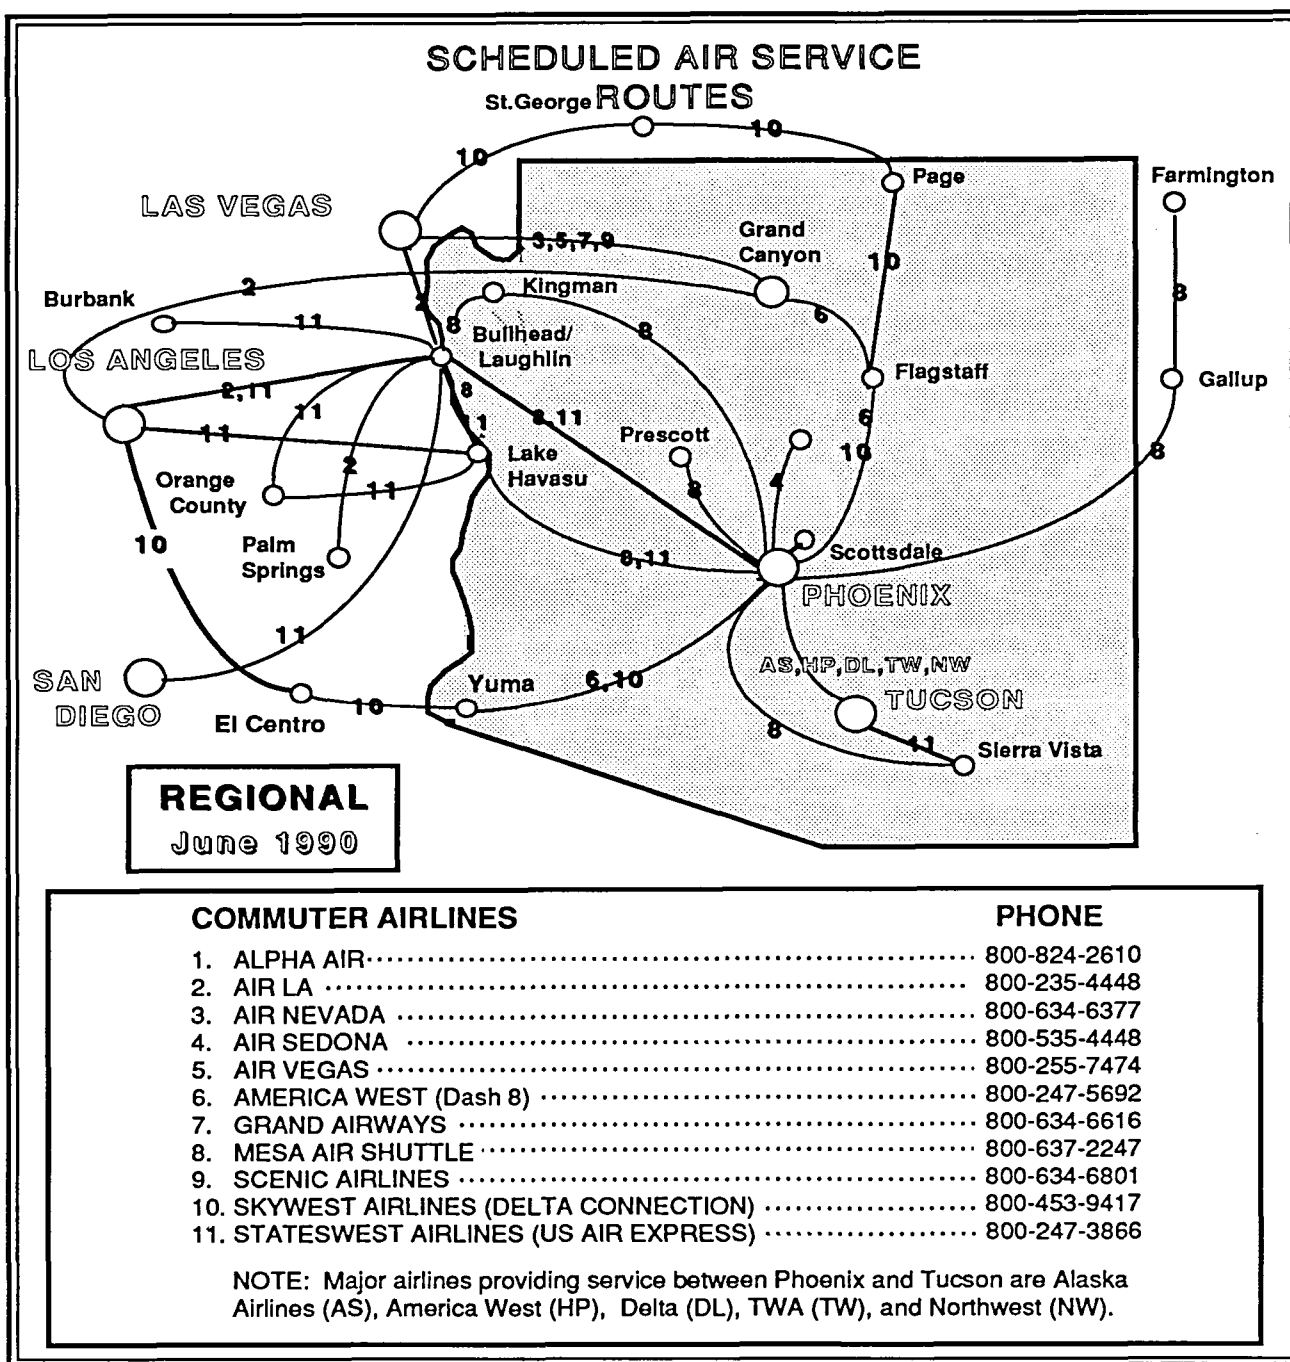 SCHEDULED AIR SERVICE
St.George ROUTES
10
10
Page
Farmington
LAS VEGAS
Grand
Canyon
3,5,7,9
10
2
Kingman
2
8
Burbank
11
8
8
6
Bullhead/
Laughlin
LOS ANGELES
Flagstaff
Gallup
2,11
8
11
11
8,11
6
11
Prescott
10
8
Lake
Havasu
2
4
Orange
County
11
8
10
Palm
Springs
Scottsdale
8,11
PHOENIX
11
AS,HP,DL,TW,NW
SAN
DIEGO
6,10
Yuma
TUCSON
El Centro
10
8
11
Sierra Vista
REGIONAL
June 1990
COMMUTER AIRLINES PHONE
1. ALPHA AIR 800-824-2610
2. AIR LA 800-235-4448
3. AIR NEVADA 800-634-6377
4. AIR SEDONA 800-535-4448
5. AIR VEGAS 800-255-7474
6. AMERICA WEST (Dash 8) 800-247-5692
7. GRAND AIRWAYS 800-634-6616
8. MESA AIR SHUTTLE 800-637-2247
9. SCENIC AIRLINES 800-634-6801
10. SKYWEST AIRLINES (DELTA CONNECTION) 800-453-9417
11. STATESWEST AIRLINES (US AIR EXPRESS) 800-247-3866
NOTE: Major airlines providing service between Phoenix and Tucson are Alaska
Airlines (AS), America West (HP), Delta (DL), TWA (TW), and Northwest (NW).